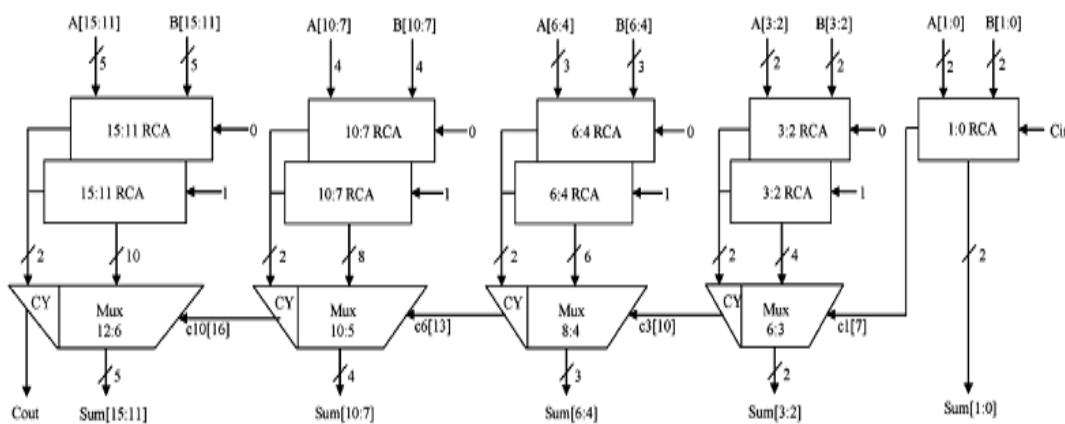 A[15:11] B[15:11] A[10:7] B[10:7] A[6:4] B[6:4] A[3:2] B[3:2] A[1:0] B[1:0]
5 5 4 4 3 3 2 2 2 2
15:11 RCA 0 10:7 RCA 0 6:4 RCA 0 3:2 RCA 0 1:0 RCA Ci
15:11 RCA 1 10:7 RCA 1 6:4 RCA 1 3:2 RCA 1
2 10 2 8 2 6 2 4 2
CY Mux CY Mux CY Mux CY Mux
12:6 c10[16] 10:5 c6[13] 8:4 c3[10] 6:3 c1[7]
5 4 3 2
Cout Sum[15:11] Sum[10:7] Sum[6:4] Sum[3:2] Sum[1:0]